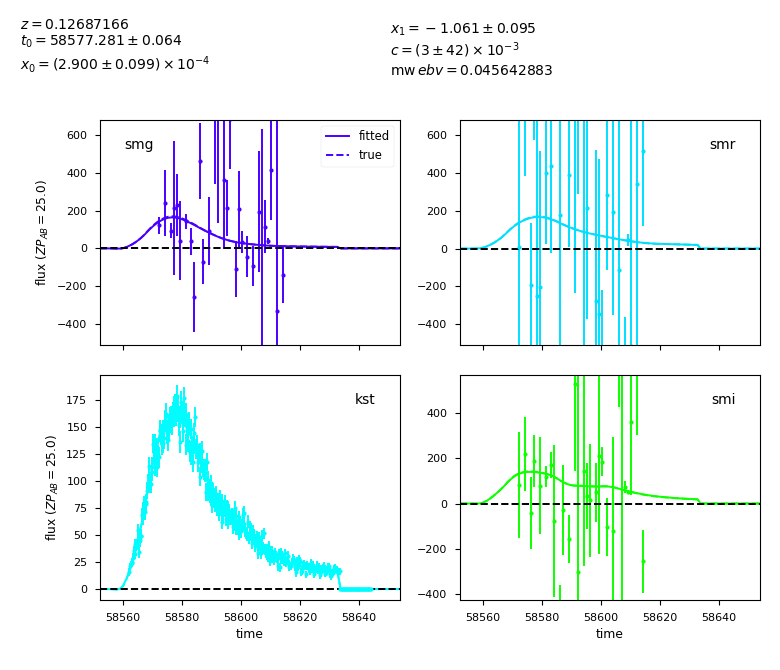 z = 0.12687166
t₀ = 58577.281 ± 0.064
x₀ = (2.900 ± 0.099) × 10⁻⁴
x₁ = −1.061 ± 0.095
c = (3 ± 42) × 10⁻³
mw ebv = 0.045642883
smg
fitted
true
600
400
200
0
−200
−400
flux (ZP_AB = 25.0)
smr
600
400
200
0
−200
−400
kst
175
150
125
100
75
50
25
0
flux (ZP_AB = 25.0)
58560 58580 58600 58620 58640
time
smi
400
200
0
−200
−400
58560 58580 58600 58620 58640
time